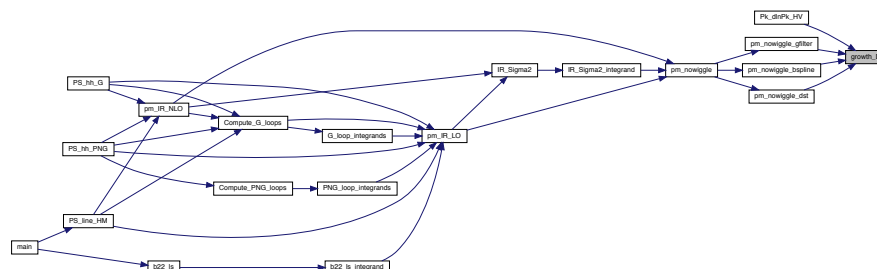 Pk_dlnPk_HV
pm_nowiggle_gfilter
growth_
PS_hh_G
IR_Sigma2
IR_Sigma2_integrand
pm_nowiggle
pm_nowiggle_bspline
pm_nowiggle_dst
pm_IR_NLO
Compute_G_loops
G_loop_integrands
pm_IR_LO
PS_hh_PNG
Compute_PNG_loops
PNG_loop_integrands
PS_line_HM
main
b22_ls
b22_ls_integrand